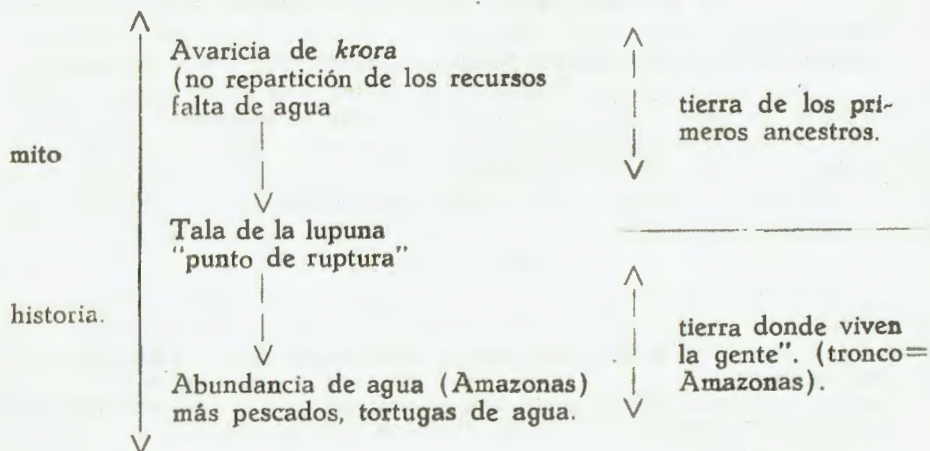 Avaricia de krora
(no repartición de los recursos
falta de agua
tierra de los pri-
meros ancestros.
mito
Tala de la lupuna
“punto de ruptura”
historia.
tierra donde viven
la gente”. (tronco=
Amazonas).
Abundancia de agua (Amazonas)
más pescados, tortugas de agua.